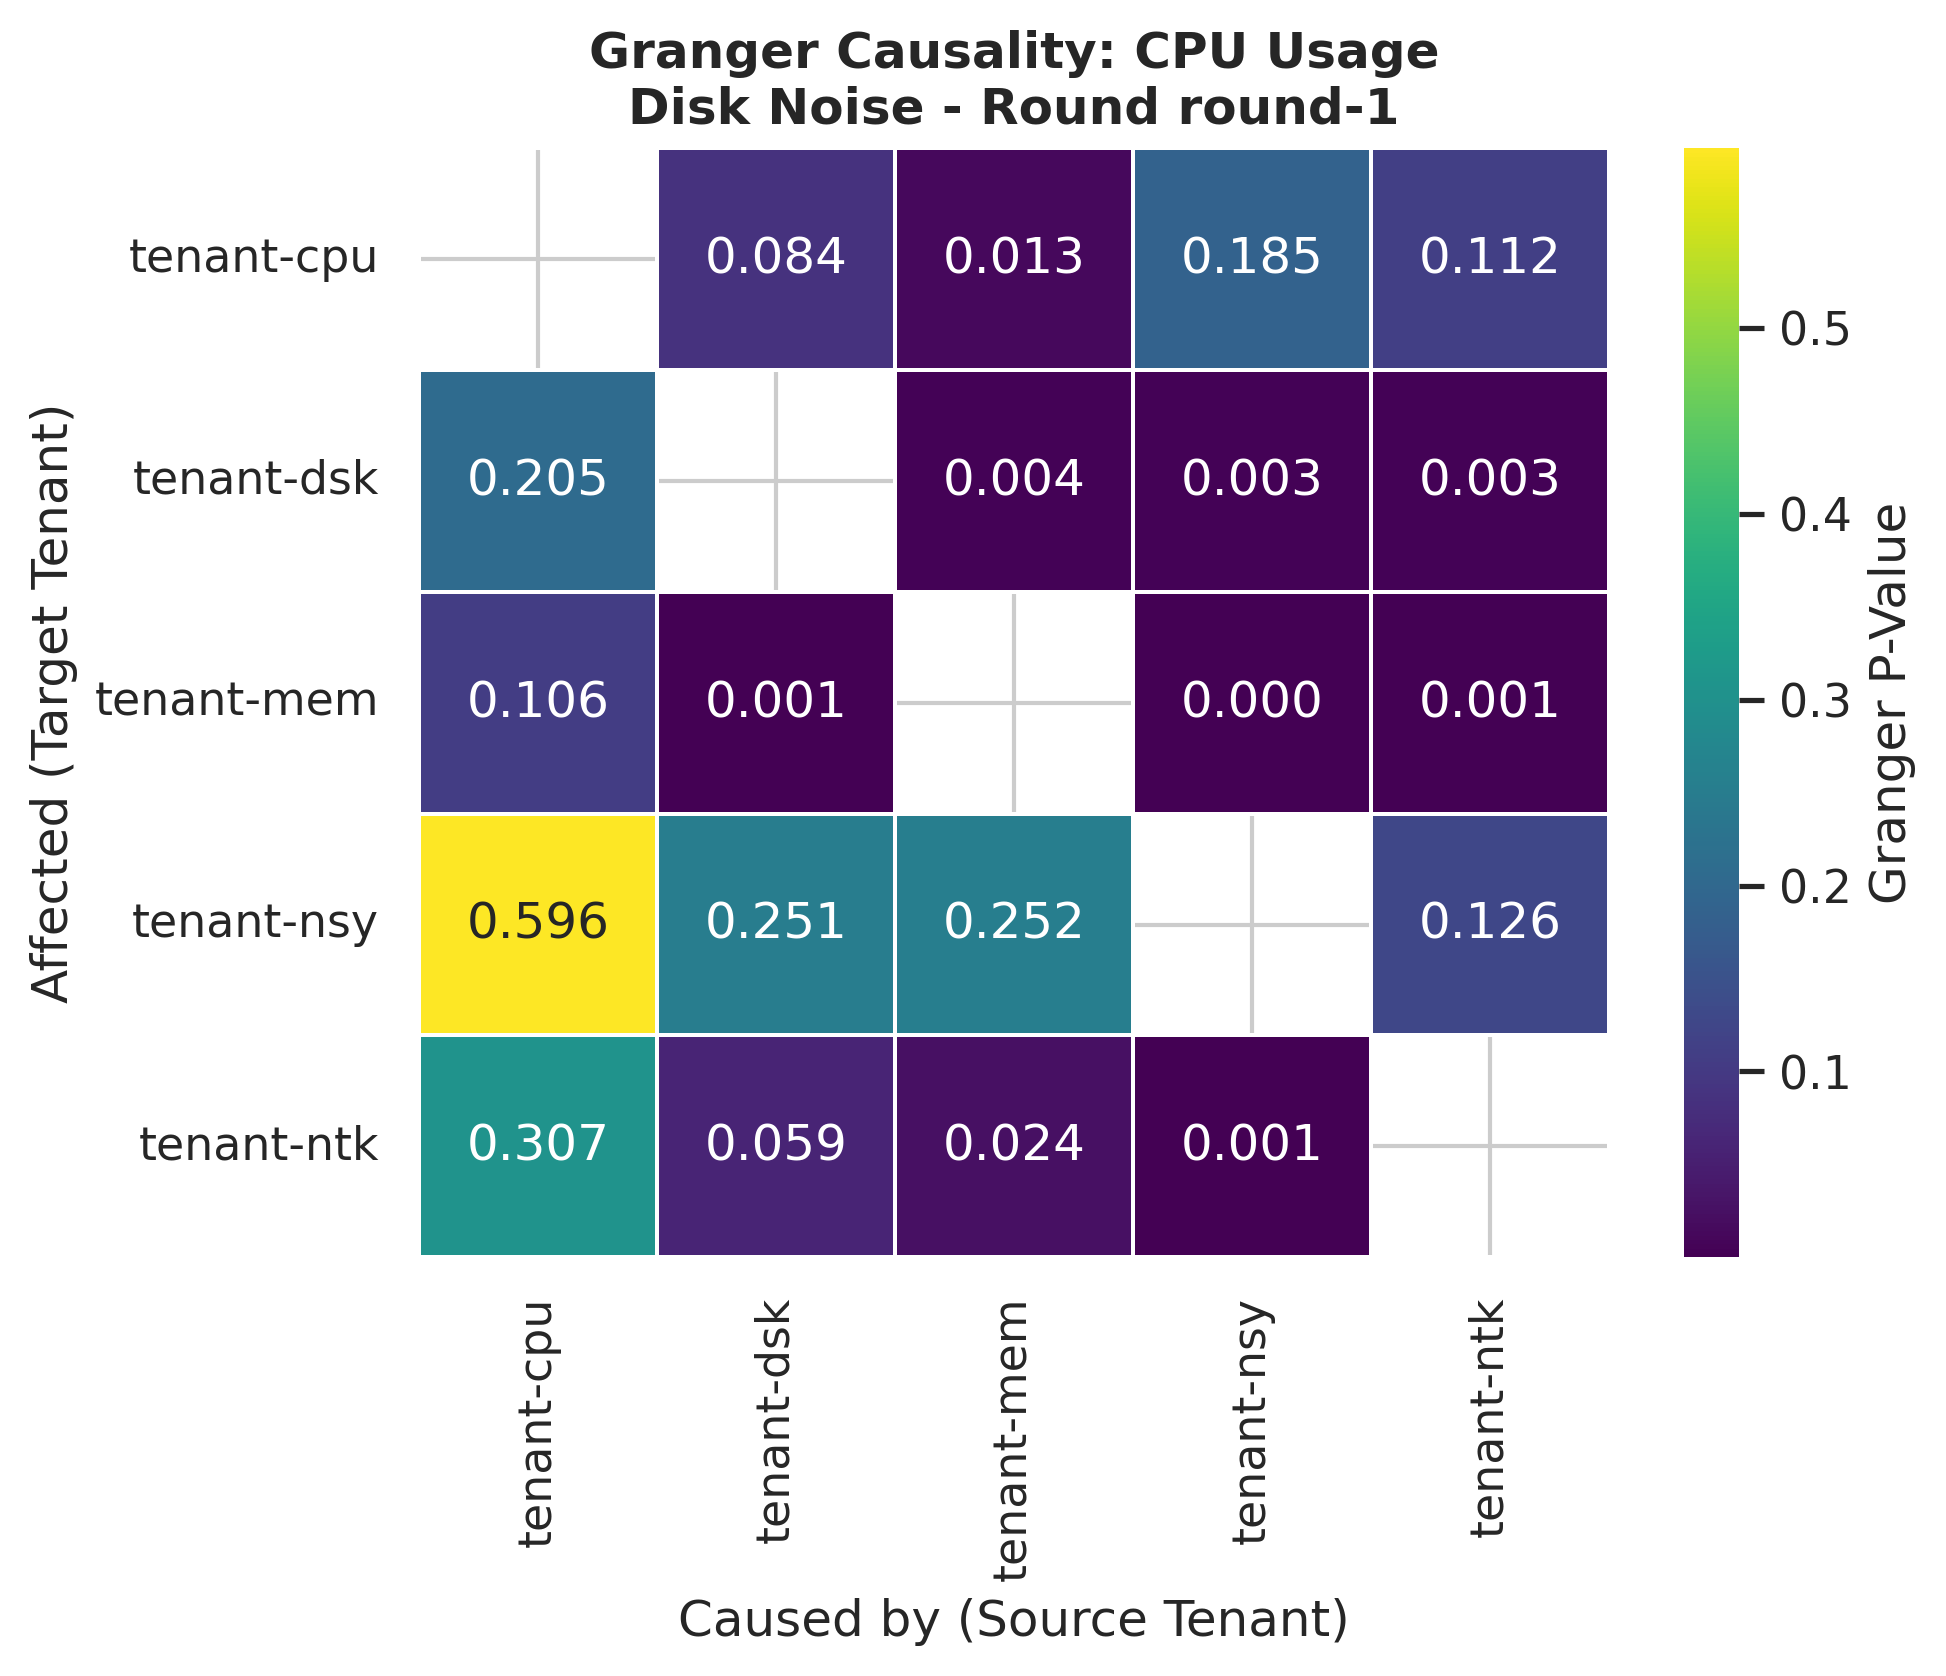 Granger Causality: CPU Usage
Disk Noise - Round round-1
Affected (Target Tenant)
tenant-cpu
0.084 0.013 0.185 0.112
tenant-dsk
0.205 0.004 0.003 0.003
tenant-mem
0.106 0.001 0.000 0.001
tenant-nsy
0.596 0.251 0.252 0.126
tenant-ntk
0.307 0.059 0.024 0.001
tenant-cpu
tenant-dsk
tenant-mem
tenant-nsy
tenant-ntk
Caused by (Source Tenant)
0.5
0.4
0.3
0.2
0.1
Granger P-Value